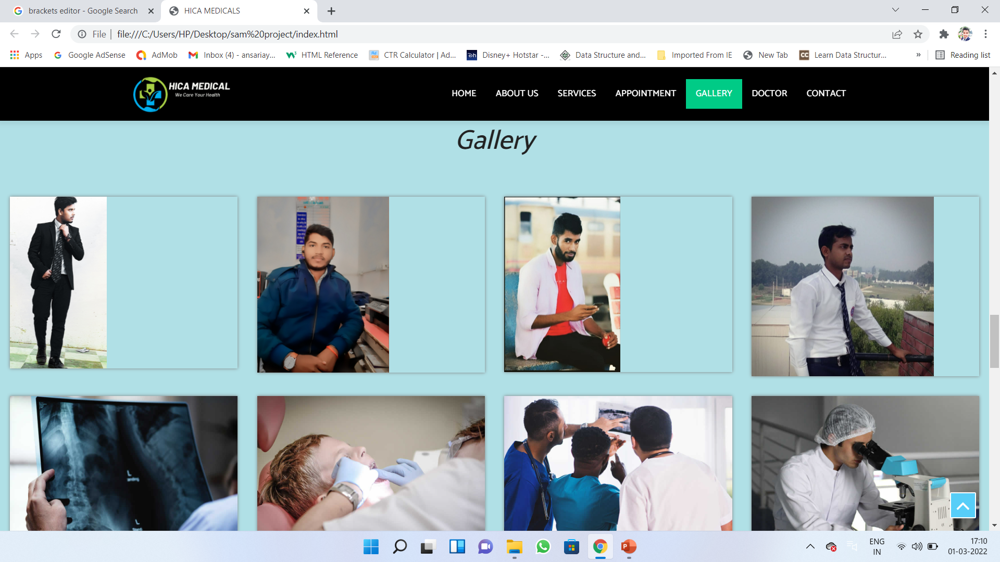 brackets editor - Google Search
HICA MEDICALS
File
file:///C:/Users/HP/Desktop/sam%20project/index.html
Apps
Google AdSense
AdMob
Inbox (4) - ansariay...
HTML Reference
CTR Calculator | Ad...
Disney+ Hotstar -...
Data Structure and...
Imported From IE
New Tab
Learn Data Structur...
»
Reading list
HICA MEDICAL
We Care Your Health
HOME
ABOUT US
SERVICES
APPOINTMENT
GALLERY
DOCTOR
CONTACT
Gallery
ENG
IN
17:10
01-03-2022